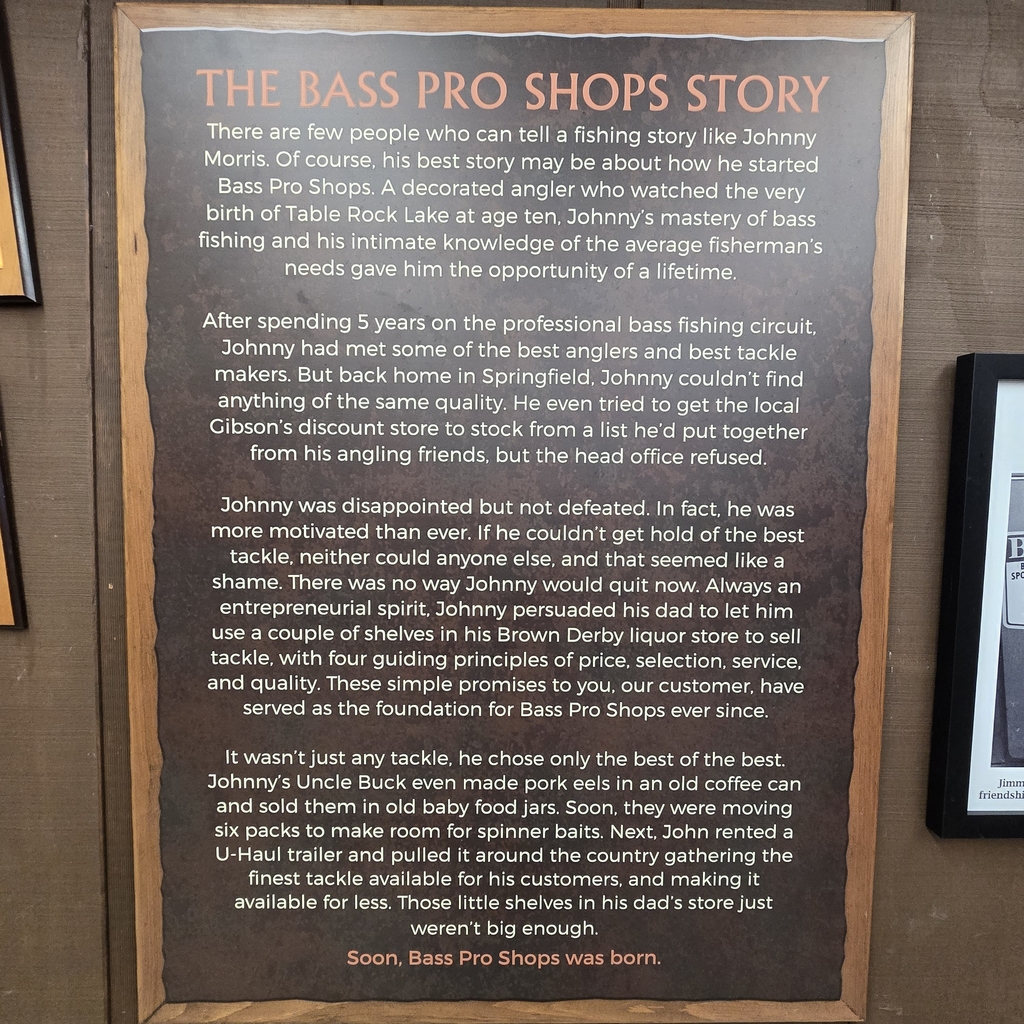 THE BASS PRO SHOPS STORY
There are few people who can tell a fishing story like Johnny
Morris. Of course, his best story may be about how he started
Bass Pro Shops. A decorated angler who watched the very
birth of Table Rock Lake at age ten, Johnny's mastery of bass
fishing and his intimate knowledge of the average fisherman's
needs gave him the opportunity of a lifetime.
After spending 5 years on the professional bass fishing circuit,
Johnny had met some of the best anglers and best tackle
makers. But back home in Springfield, Johnny couldn't find
anything of the same quality. He even tried to get the local
Gibson's discount store to stock from a list he'd put together
from his angling friends, but the head office refused.
Johnny was disappointed but not defeated. In fact, he was
more motivated than ever. If he couldn't get hold of the best
tackle, neither could anyone else, and that seemed like a
shame. There was no way Johnny would quit now. Always an
entrepreneurial spirit, Johnny persuaded his dad to let him
use a couple of shelves in his Brown Derby liquor store to sell
tackle, with four guiding principles of price, selection, service,
and quality. These simple promises to you, our customer, have
served as the foundation for Bass Pro Shops ever since.
It wasn't just any tackle, he chose only the best of the best.
Johnny's Uncle Buck even made pork eels in an old coffee can
and sold them in old baby food jars. Soon, they were moving
six packs to make room for spinner baits. Next, John rented a
U-Haul trailer and pulled it around the country gathering the
finest tackle available for his customers, and making it
available for less. Those little shelves in his dad's store just
weren't big enough.
Soon, Bass Pro Shops was born.